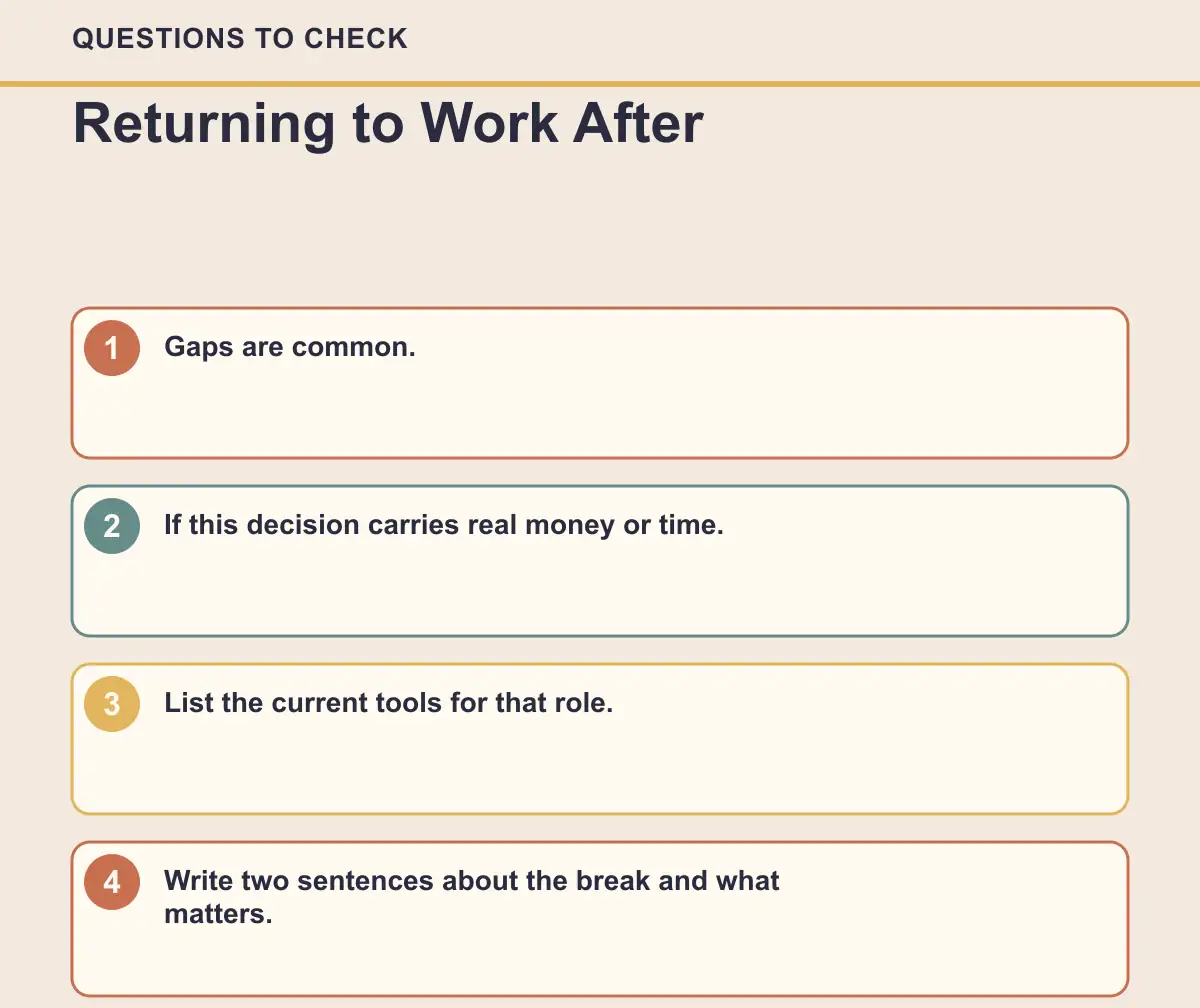 QUESTIONS TO CHECK
Returning to Work After
1
Gaps are common.
2
If this decision carries real money or time.
3
List the current tools for that role.
4
Write two sentences about the break and what
matters.